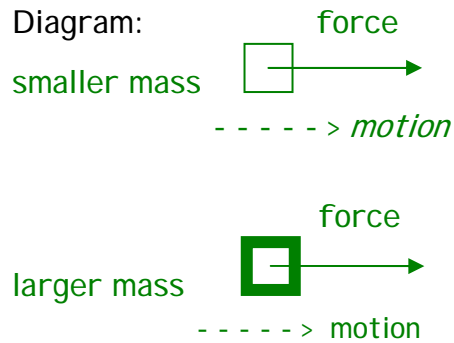 Diagram:
force
smaller mass
- - - - - > motion
force
larger mass
- - - - - > motion